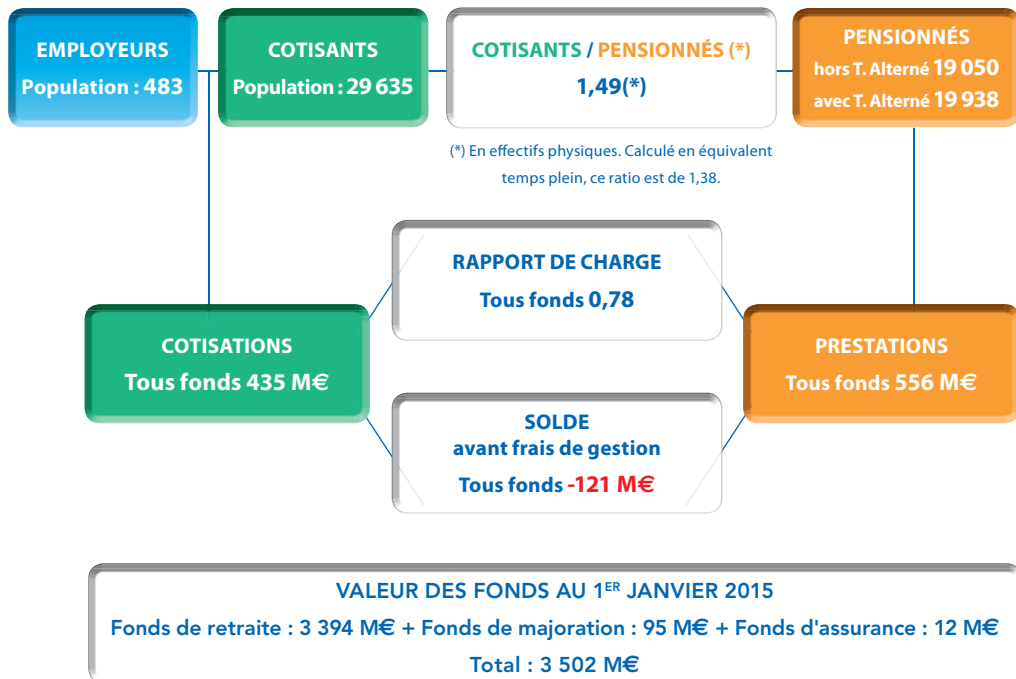 EMPLOYEURS
Population : 483
COTISANTS
Population : 29 635
COTISANTS / PENSIONNÉS (*)
1,49(*)
PENSIONNÉS
hors T. Alterné 19 050
avec T. Alterné 19 938
(*) En effectifs physiques. Calculé en équivalent
temps plein, ce ratio est de 1,38.
RAPPORT DE CHARGE
Tous fonds 0,78
COTISATIONS
Tous fonds 435 M€
PRESTATIONS
Tous fonds 556 M€
SOLDE
avant frais de gestion
Tous fonds -121 M€
VALEUR DES FONDS AU 1ER JANVIER 2015
Fonds de retraite : 3 394 M€ + Fonds de majoration : 95 M€ + Fonds d'assurance : 12 M€
Total : 3 502 M€